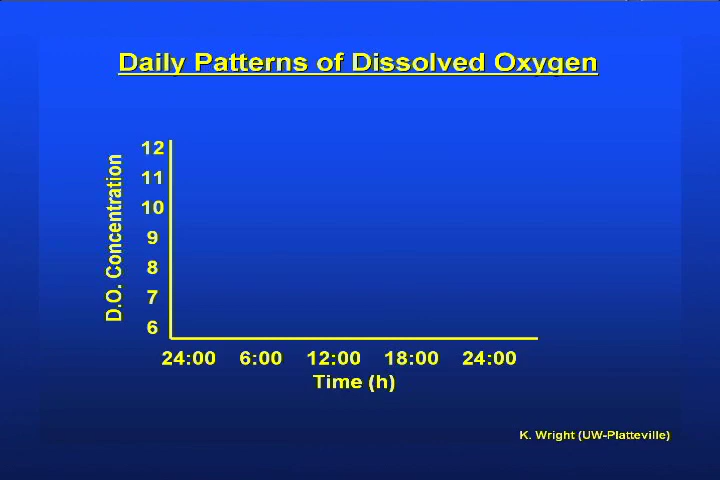 Daily Patterns of Dissolved Oxygen
D.O. Concentration
12
11
10
9
8
7
6
24:00 6:00 12:00 18:00 24:00
Time (h)
K. Wright (UW-Platteville)